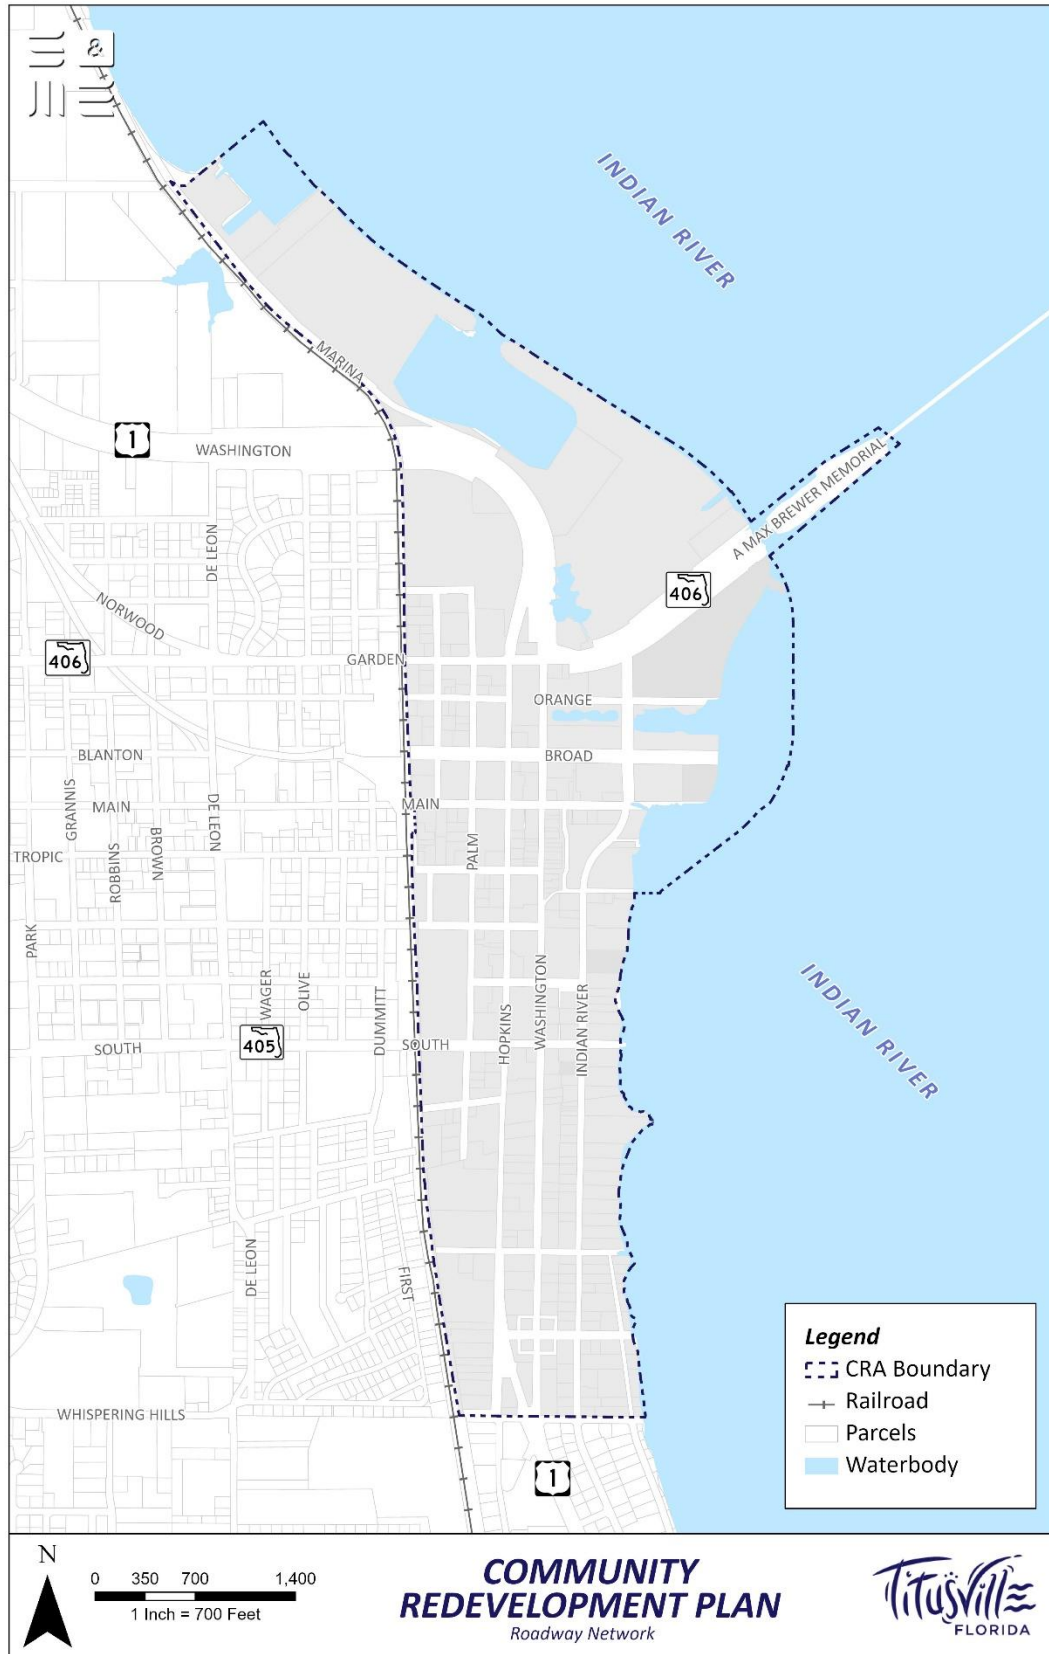 &
INDIAN RIVER
MARINA
1
WASHINGTON
A MAX BREWER MEMORIAL
DE LEON
406
NORWOOD
406
GARDEN
ORANGE
BLANTON
BROAD
GRANNIS
MAIN
DE LEON
MAIN
TROPIC
ROBBINS
BROWN
PALM
PARK
INDIAN RIVER
WAGER
OLIVE
DUMMITT
HOPKINS
WASHINGTON
INDIAN RIVER
SOUTH
405
SOUTH
DE LEON
FIRST
WHISPERING HILLS
1
Legend
CRA Boundary
Railroad
Parcels
Waterbody
N
0 350 700 1,400
1 Inch = 700 Feet
COMMUNITY
REDEVELOPMENT PLAN
Roadway Network
TITUSVILLE
FLORIDA